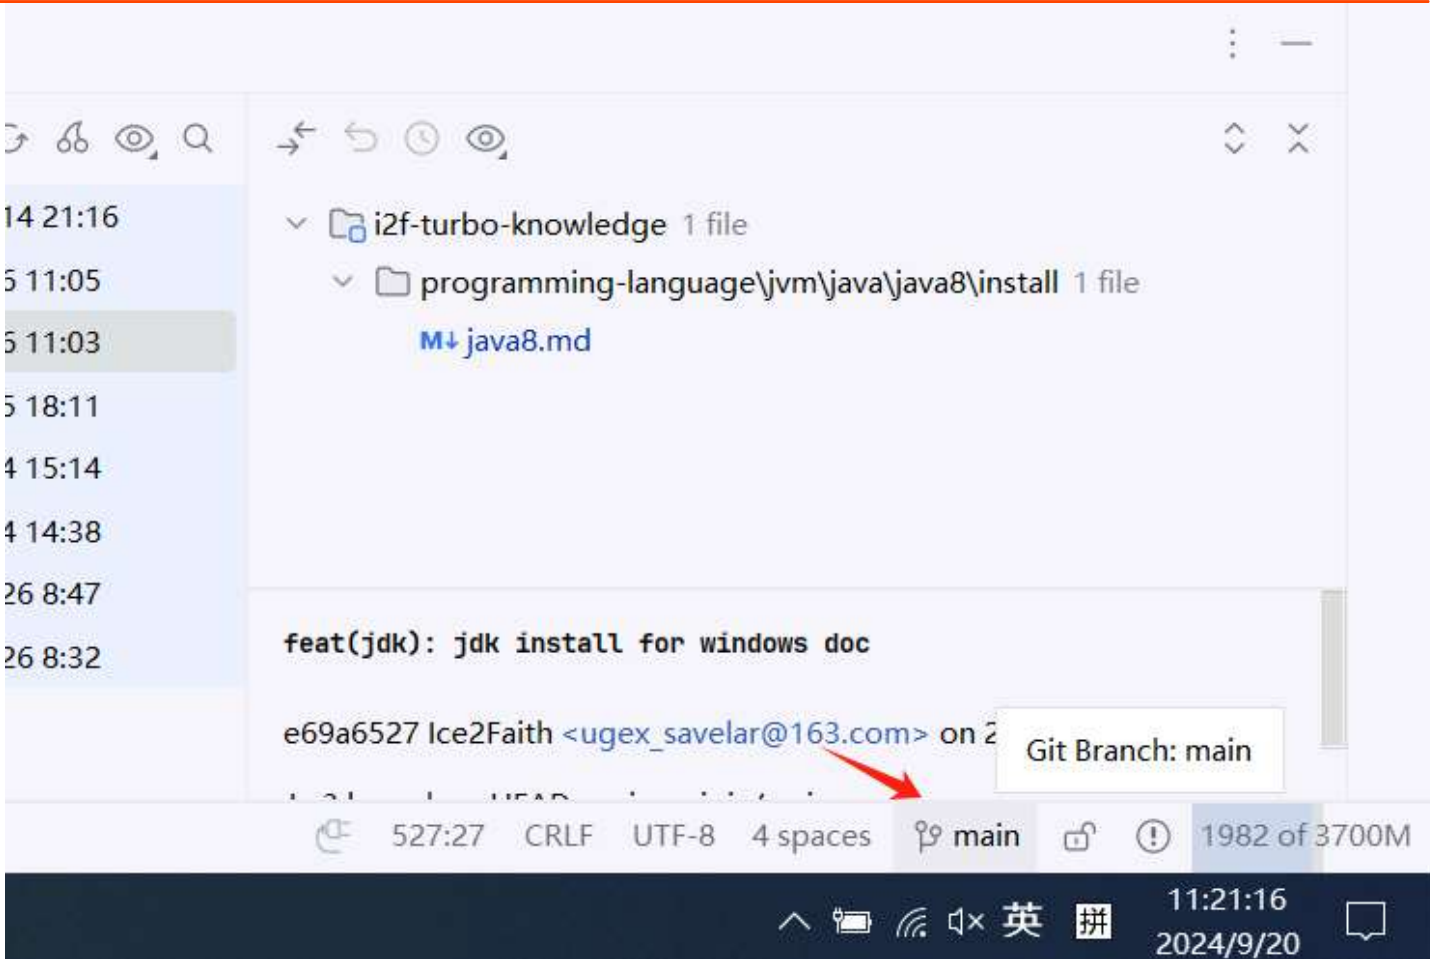 14 21:16
11:05
11:03
18:11
4 15:14
4 14:38
26 8:47
26 8:32
i2f-turbo-knowledge 1 file
programming-language\jvm\java\java8\install 1 file
M↓ java8.md
feat(jdk): jdk install for windows doc
e69a6527 Ice2Faith <ugex_savelar@163.com> on 2
Git Branch: main
527:27 CRLF UTF-8 4 spaces main 1982 of 3700M
英 拼 11:21:16
2024/9/20